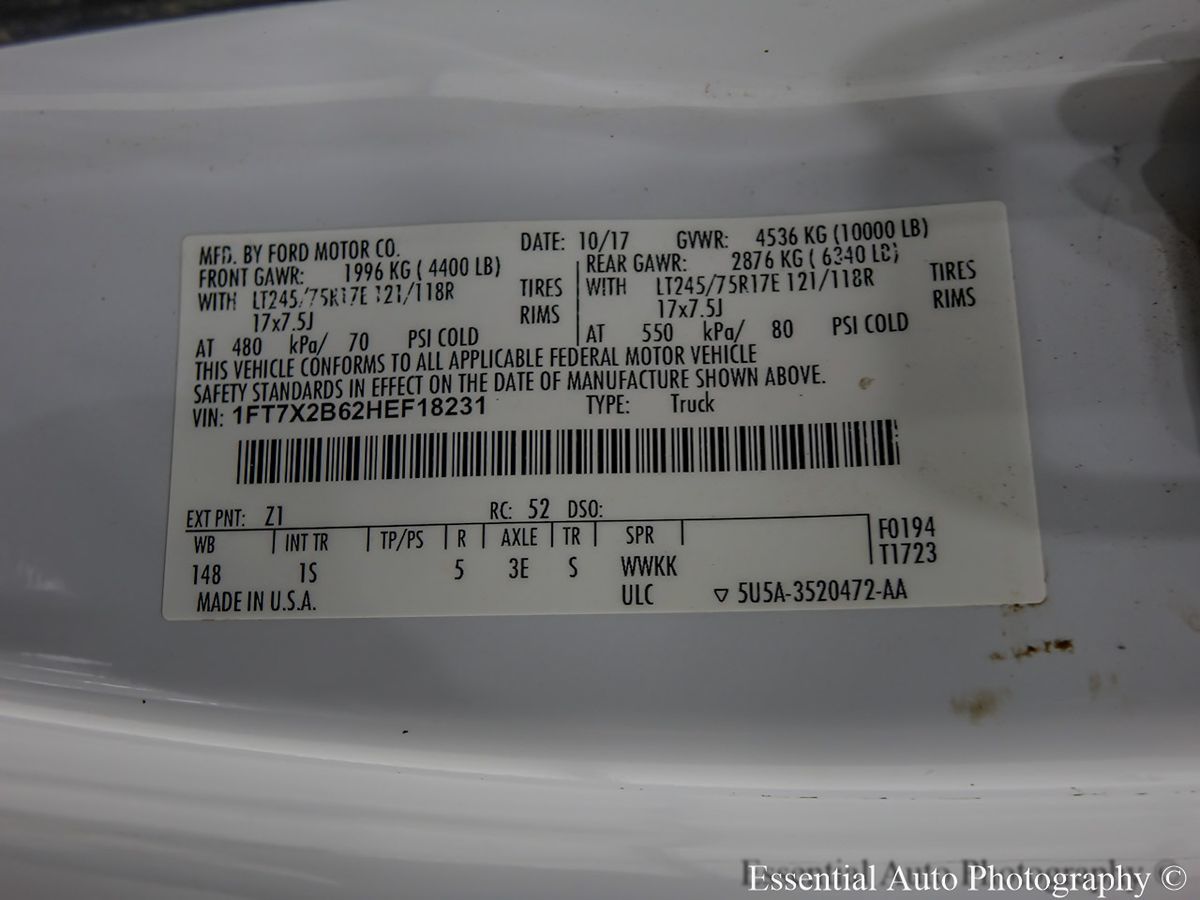 MFD. BY FORD MOTOR CO. DATE: 10/17 GVWR: 4536 KG (10000 LB)
FRONT GAWR: 1996 KG ( 4400 LB) REAR GAWR: 2876 KG ( 6340 LB)
WITH LT245/75R17E 121/118R TIRES WITH LT245/75R17E 121/118R TIRES
17x7.5J RIMS 17x7.5J RIMS
AT 480 kPa/ 70 PSI COLD AT 550 kPa/ 80 PSI COLD
THIS VEHICLE CONFORMS TO ALL APPLICABLE FEDERAL MOTOR VEHICLE
SAFETY STANDARDS IN EFFECT ON THE DATE OF MANUFACTURE SHOWN ABOVE.
VIN: 1FT7X2B62HEF18231 TYPE: Truck
EXT PNT: Z1 RC: 52 DSO:
WB INT TR TP/PS R AXLE TR SPR F0194
T1723
148 1S 5 3E S WWKK
MADE IN U.S.A. ULC ▽ 5U5A-3520472-AA
Essential Auto Photography ©